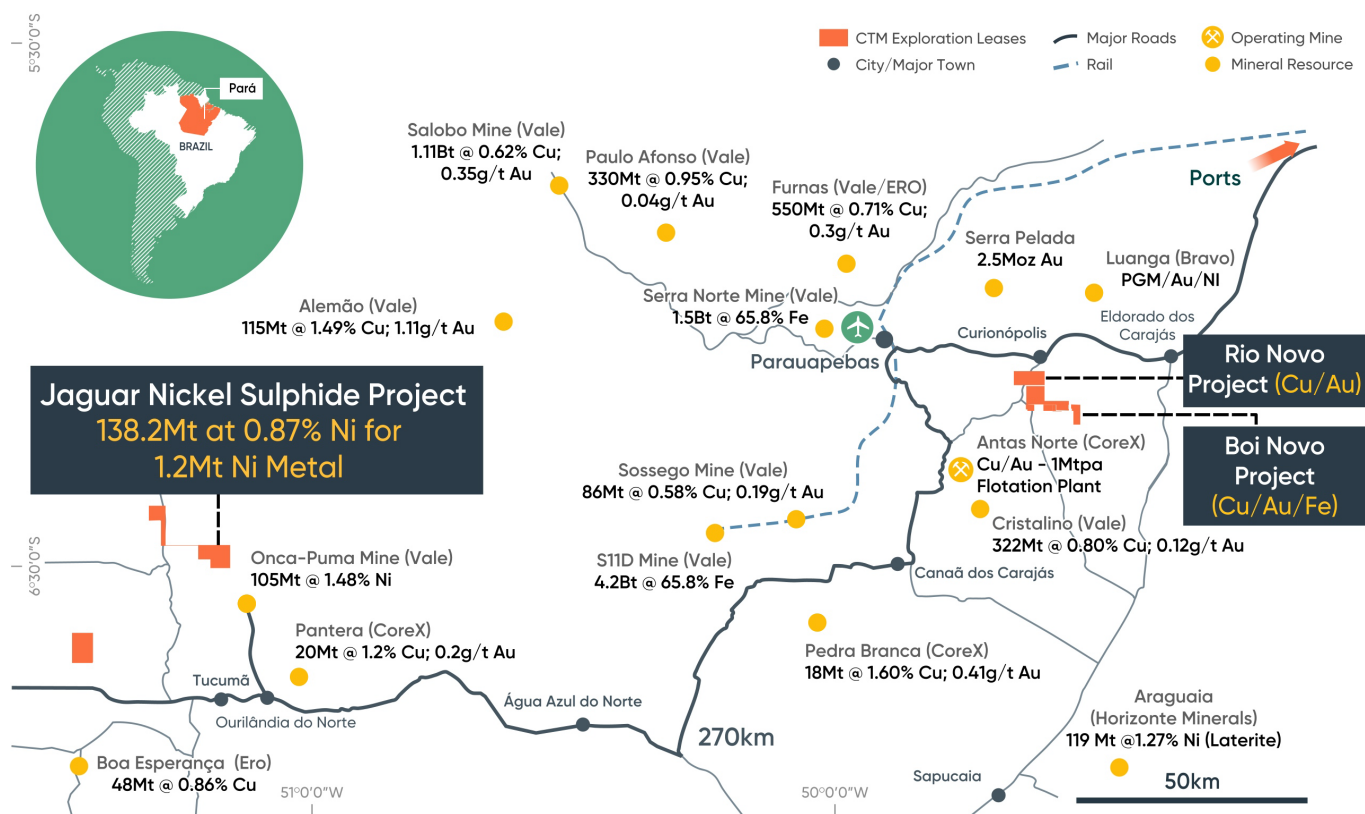 5°30'0"S
CTM Exploration Leases
Major Roads
Operating Mine
City/Major Town
Rail
Mineral Resource
Pará
BRAZIL
Salobo Mine (Vale)
1.11Bt @ 0.62% Cu;
0.35g/t Au
Paulo Afonso (Vale)
330Mt @ 0.95% Cu;
0.04g/t Au
Furnas (Vale/ERO)
550Mt @ 0.71% Cu;
0.3g/t Au
Ports
Serra Pelada
2.5Moz Au
Luanga (Bravo)
PGM/Au/NI
Alemão (Vale)
115Mt @ 1.49% Cu; 1.11g/t Au
Serra Norte Mine (Vale)
1.5Bt @ 65.8% Fe
Parauapebas
Curionópolis
Eldorado dos
Carajás
Rio Novo
Project (Cu/Au)
Jaguar Nickel Sulphide Project
138.2Mt at 0.87% Ni for
1.2Mt Ni Metal
Boi Novo
Project
(Cu/Au/Fe)
Antas Norte (CoreX)
Cu/Au - 1Mtpa
Flotation Plant
Sossego Mine (Vale)
86Mt @ 0.58% Cu; 0.19g/t Au
Cristalino (Vale)
322Mt @ 0.80% Cu; 0.12g/t Au
6°30'0"S
Onca-Puma Mine (Vale)
105Mt @ 1.48% Ni
S11D Mine (Vale)
4.2Bt @ 65.8% Fe
Canaã dos Carajás
Pantera (CoreX)
20Mt @ 1.2% Cu; 0.2g/t Au
Pedra Branca (CoreX)
18Mt @ 1.60% Cu; 0.41g/t Au
Tucumã
Ourilândia do Norte
Água Azul do Norte
270km
Araguaia
(Horizonte Minerals)
119 Mt @1.27% Ni (Laterite)
Boa Esperança (Ero)
48Mt @ 0.86% Cu
Sapucaia
50km
51°0'0"W
50°0'0"W